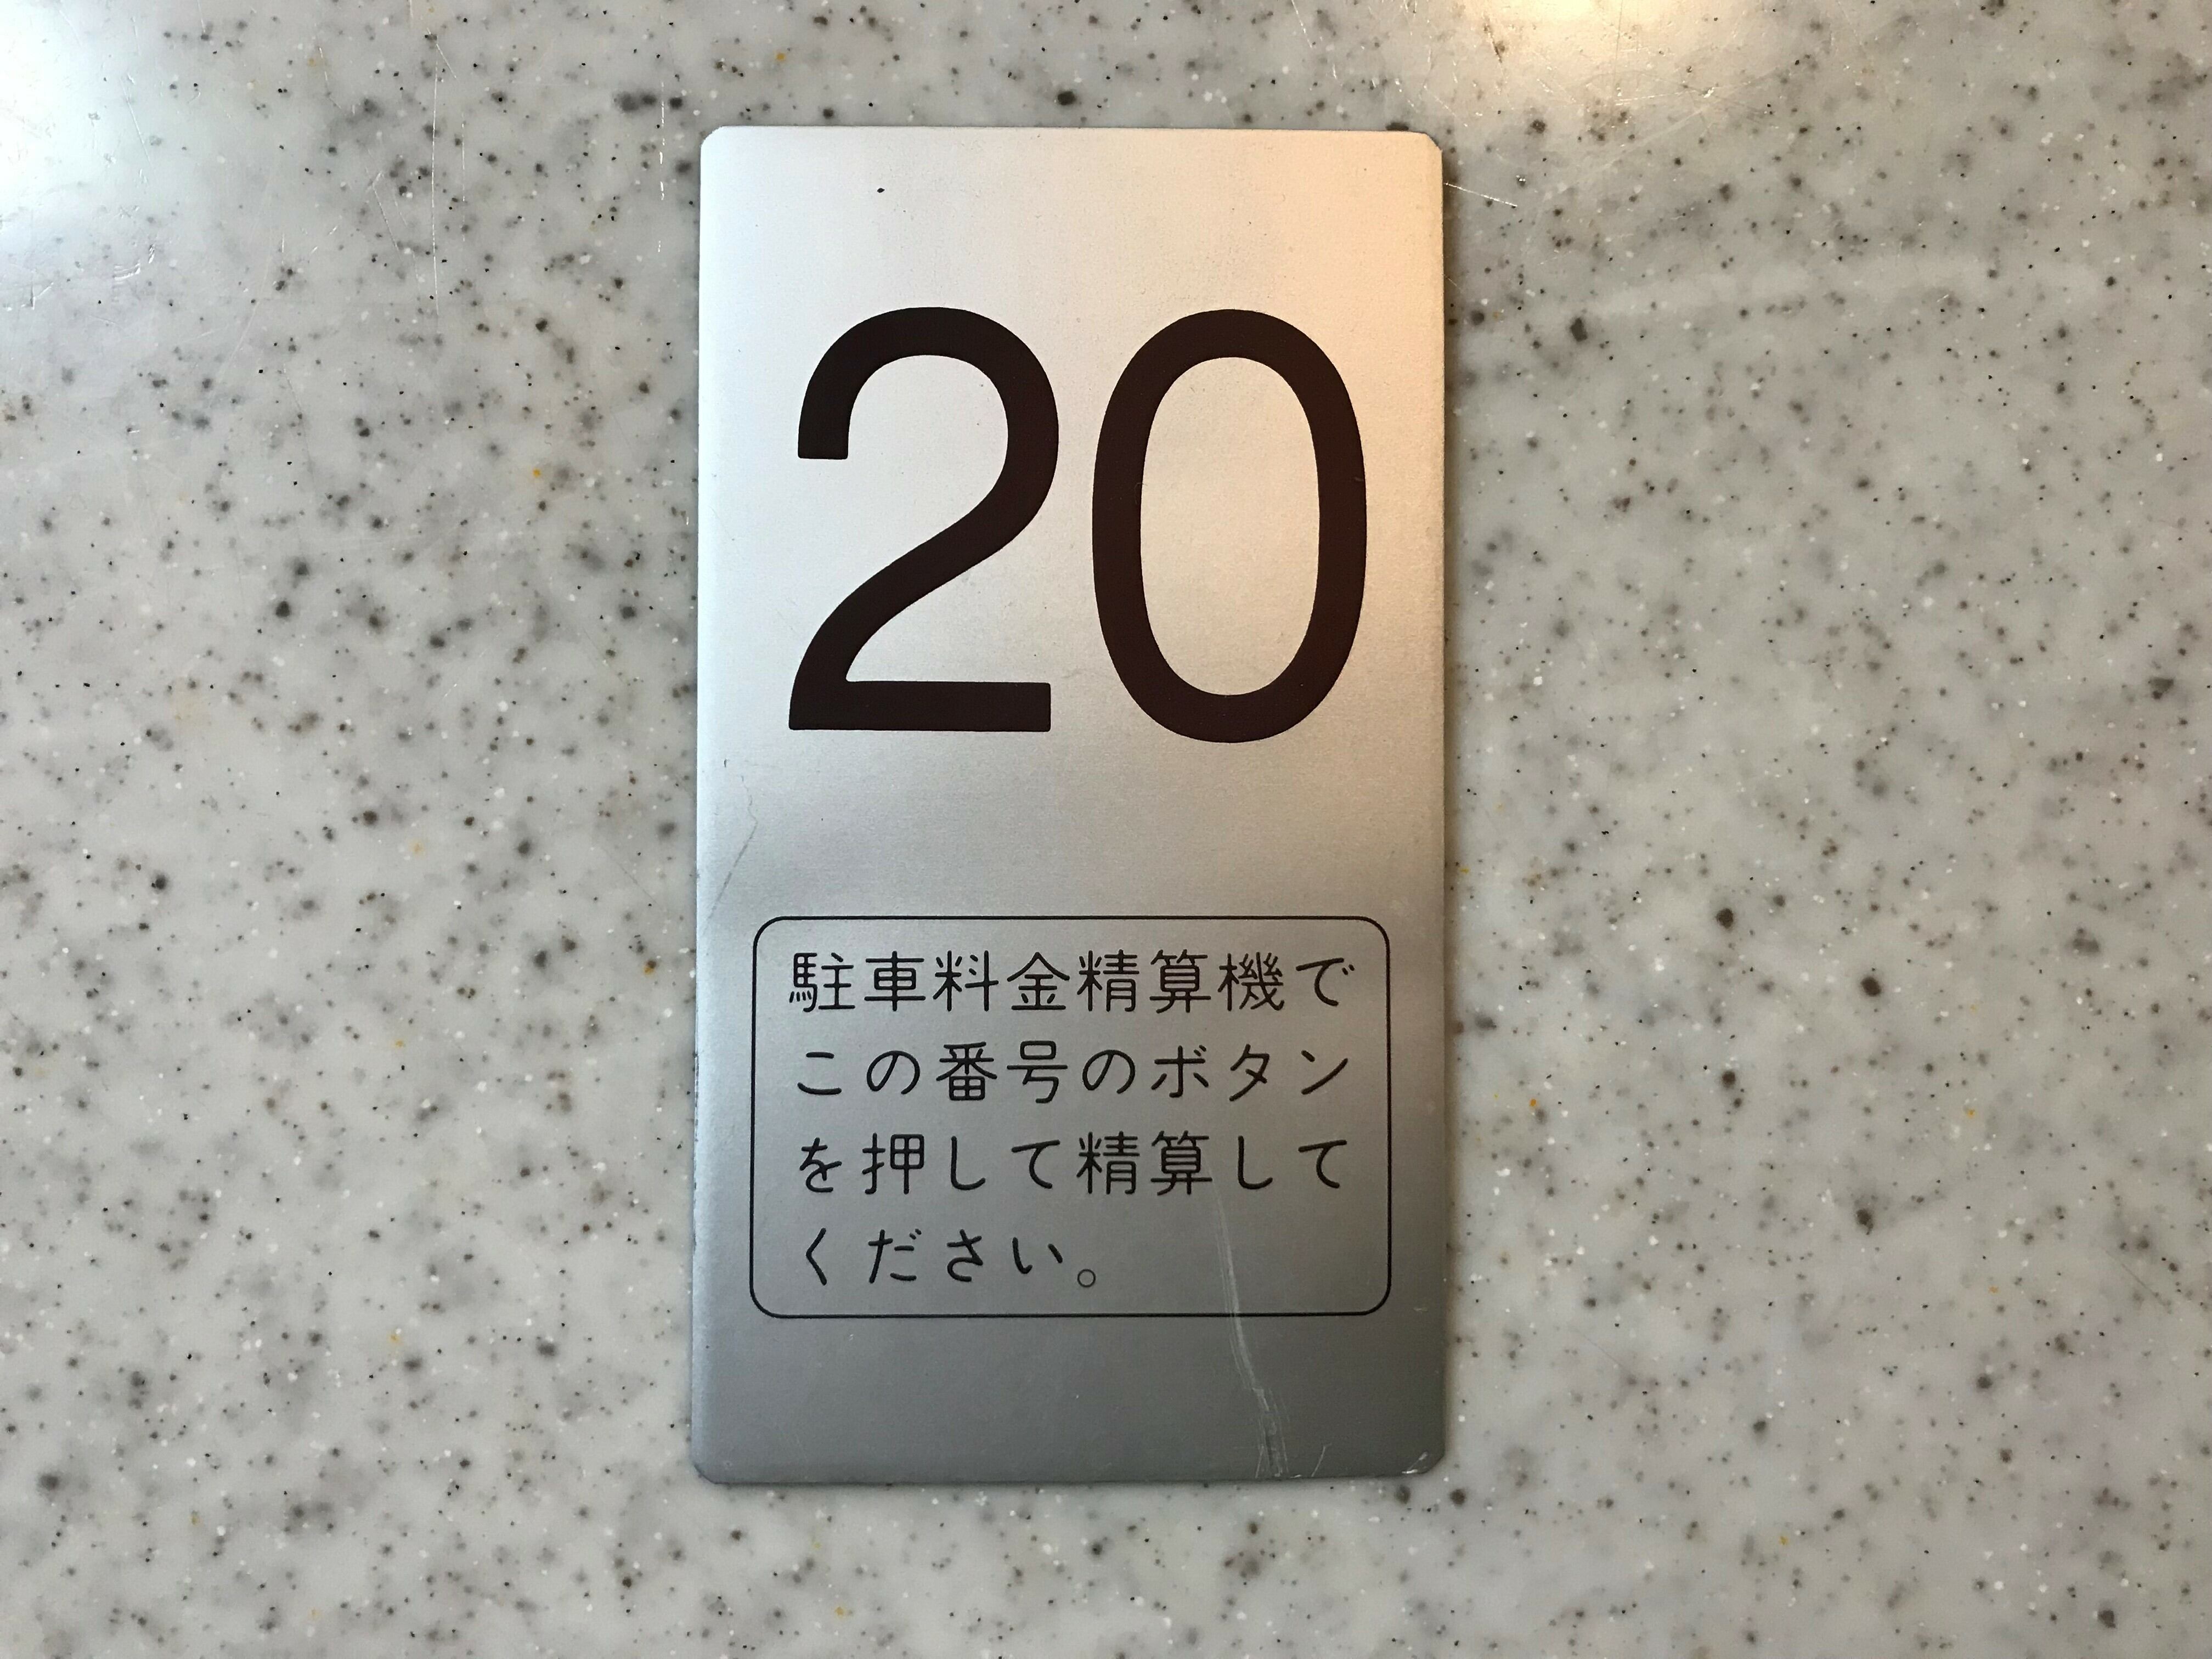 20
駐車料金精算機で
この番号のボタン
を押して精算して
ください。